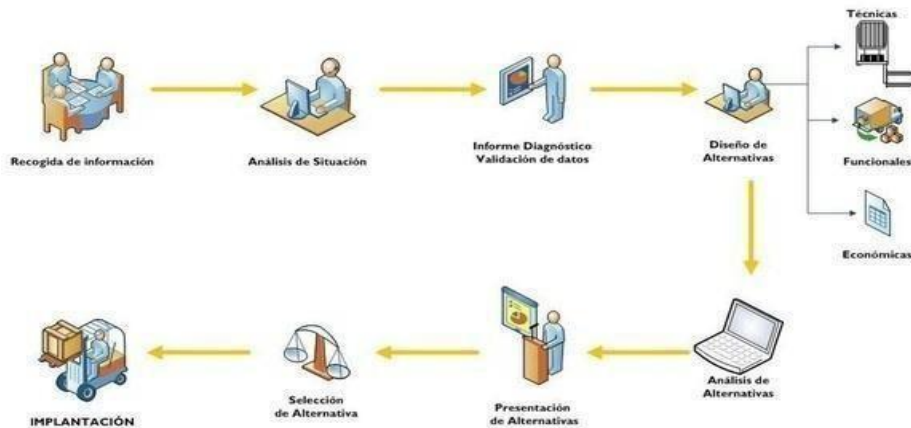 Técnicas
Recogida de información
Análisis de Situación
Informe Diagnóstico
Validación de datos
Diseño de
Alternativas
Funcionales
Económicas
IMPLANTACIÓN
Selección
de Alternativa
Presentación
de Alternativas
Análisis de
Alternativas